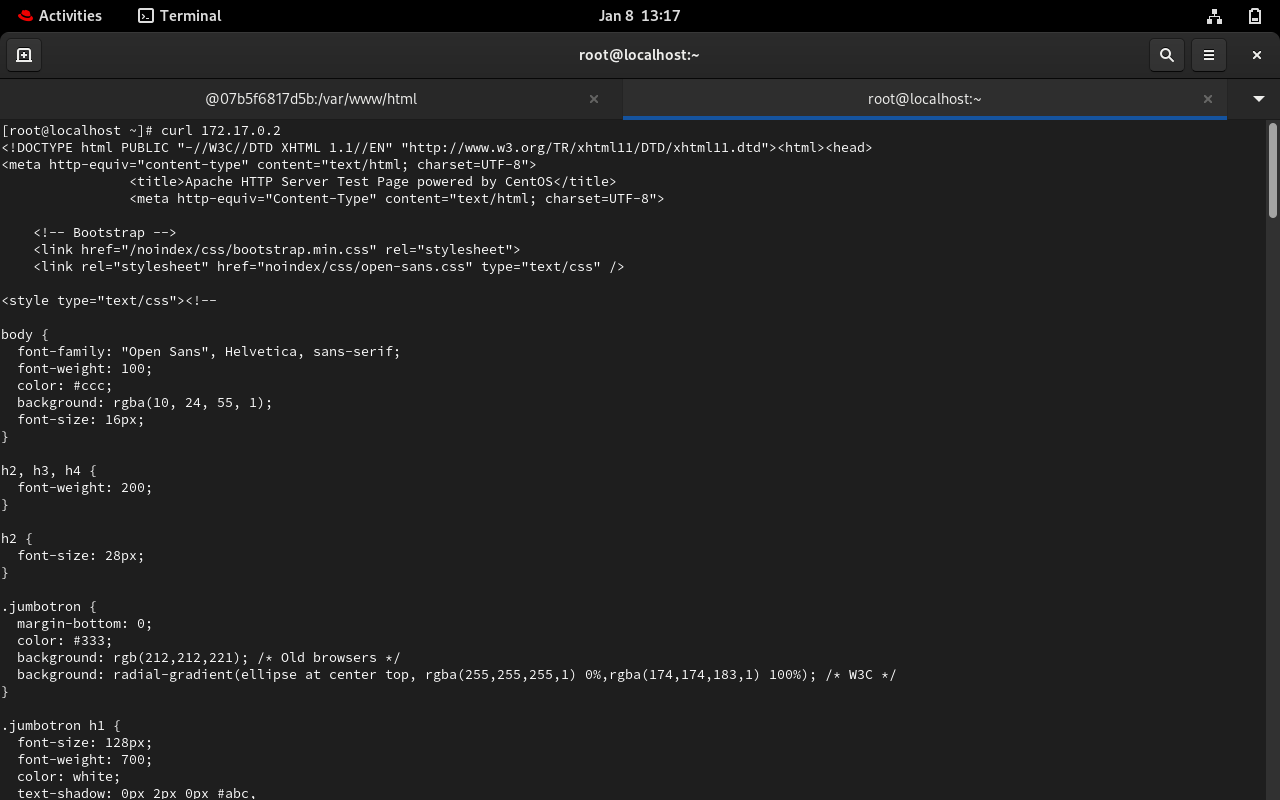 Activities Terminal Jan 8 13:17
root@localhost:~
@07b5f6817d5b:/var/www/html root@localhost:~
[root@localhost ~]# curl 172.17.0.2
<!DOCTYPE html PUBLIC "-//W3C//DTD XHTML 1.1//EN" "http://www.w3.org/TR/xhtml11/DTD/xhtml11.dtd"><html><head>
<meta http-equiv="content-type" content="text/html; charset=UTF-8">
                <title>Apache HTTP Server Test Page powered by CentOS</title>
                <meta http-equiv="Content-Type" content="text/html; charset=UTF-8">
    <!-- Bootstrap -->
    <link href="/noindex/css/bootstrap.min.css" rel="stylesheet">
    <link rel="stylesheet" href="noindex/css/open-sans.css" type="text/css" />
<style type="text/css"><!--
body {
  font-family: "Open Sans", Helvetica, sans-serif;
  font-weight: 100;
  color: #ccc;
  background: rgba(10, 24, 55, 1);
  font-size: 16px;
}
h2, h3, h4 {
  font-weight: 200;
}
h2 {
  font-size: 28px;
}
.jumbotron {
  margin-bottom: 0;
  color: #333;
  background: rgb(212,212,221); /* Old browsers */
  background: radial-gradient(ellipse at center top, rgba(255,255,255,1) 0%,rgba(174,174,183,1) 100%); /* W3C */
}
.jumbotron h1 {
  font-size: 128px;
  font-weight: 700;
  color: white;
  text-shadow: 0px 2px 0px #abc,